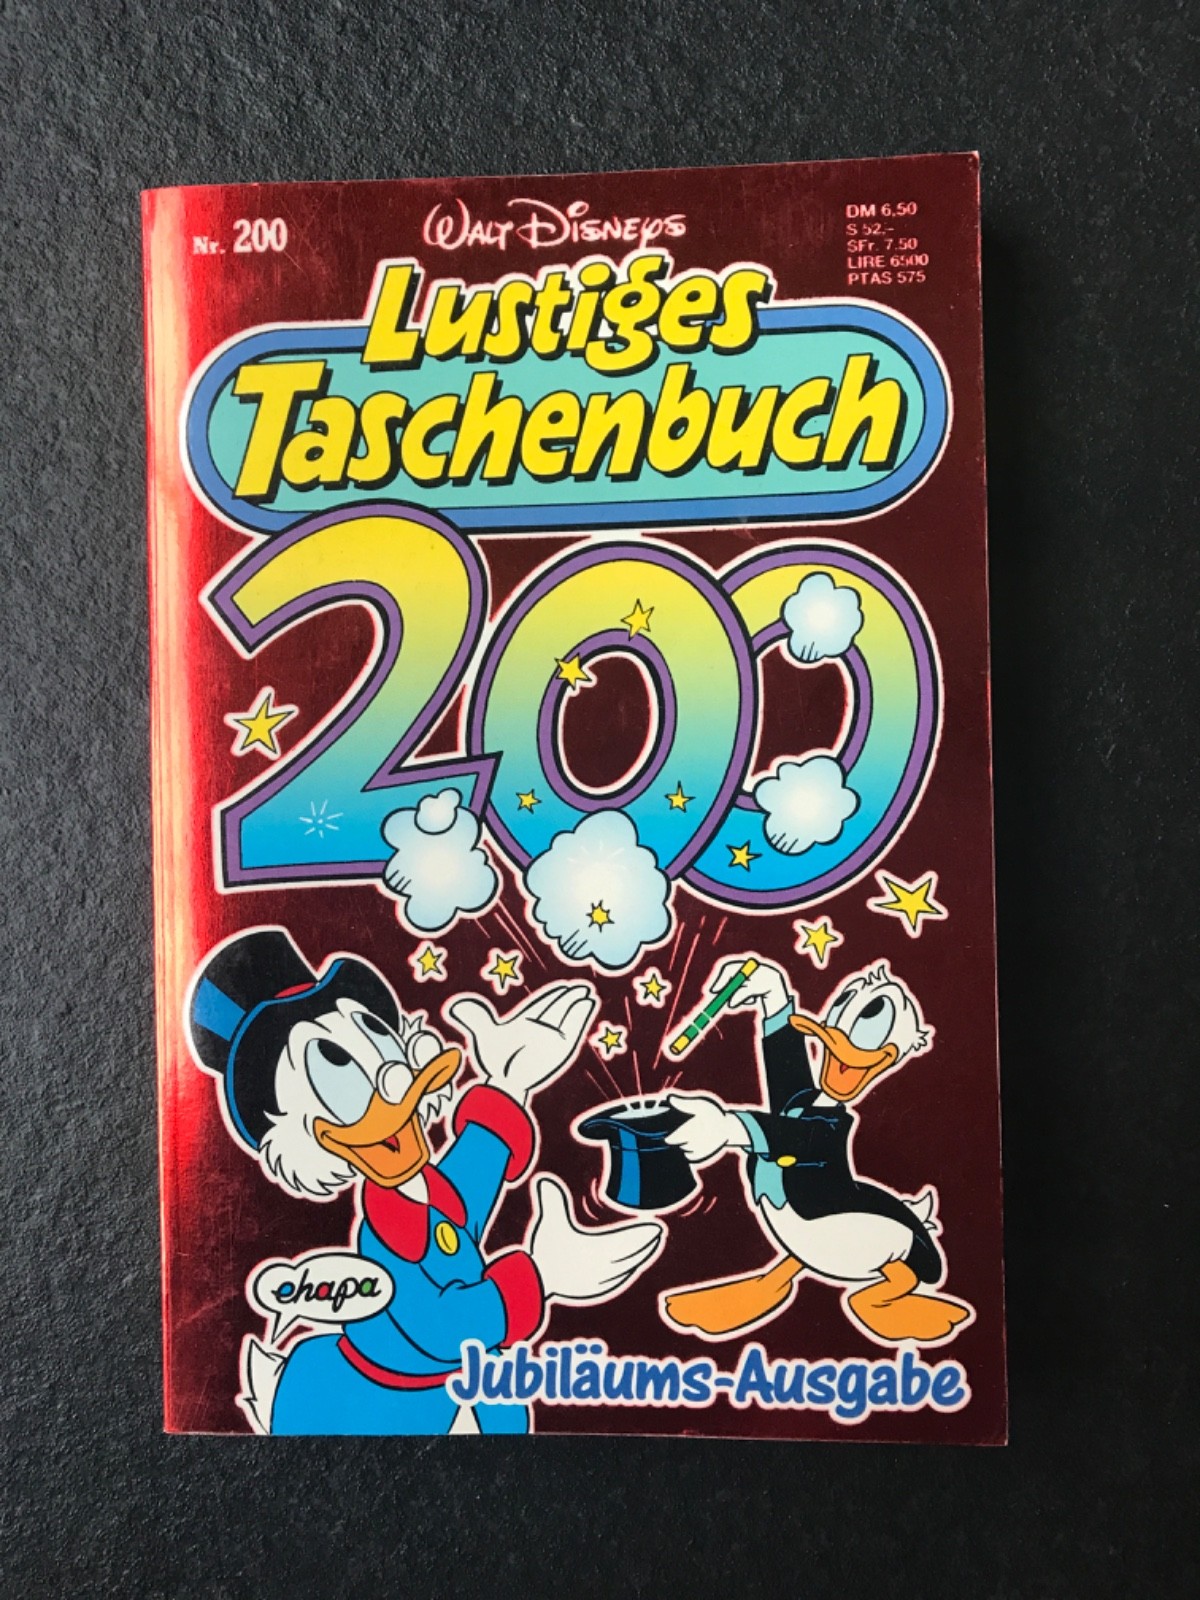 Nr. 200
WALT DISNEYS
DM 6,50
S 52,-
SFr. 7.50
LIRE 6500
PTAS 575
Lustiges
Taschenbuch
200
ehapa
Jubiläums-Ausgabe